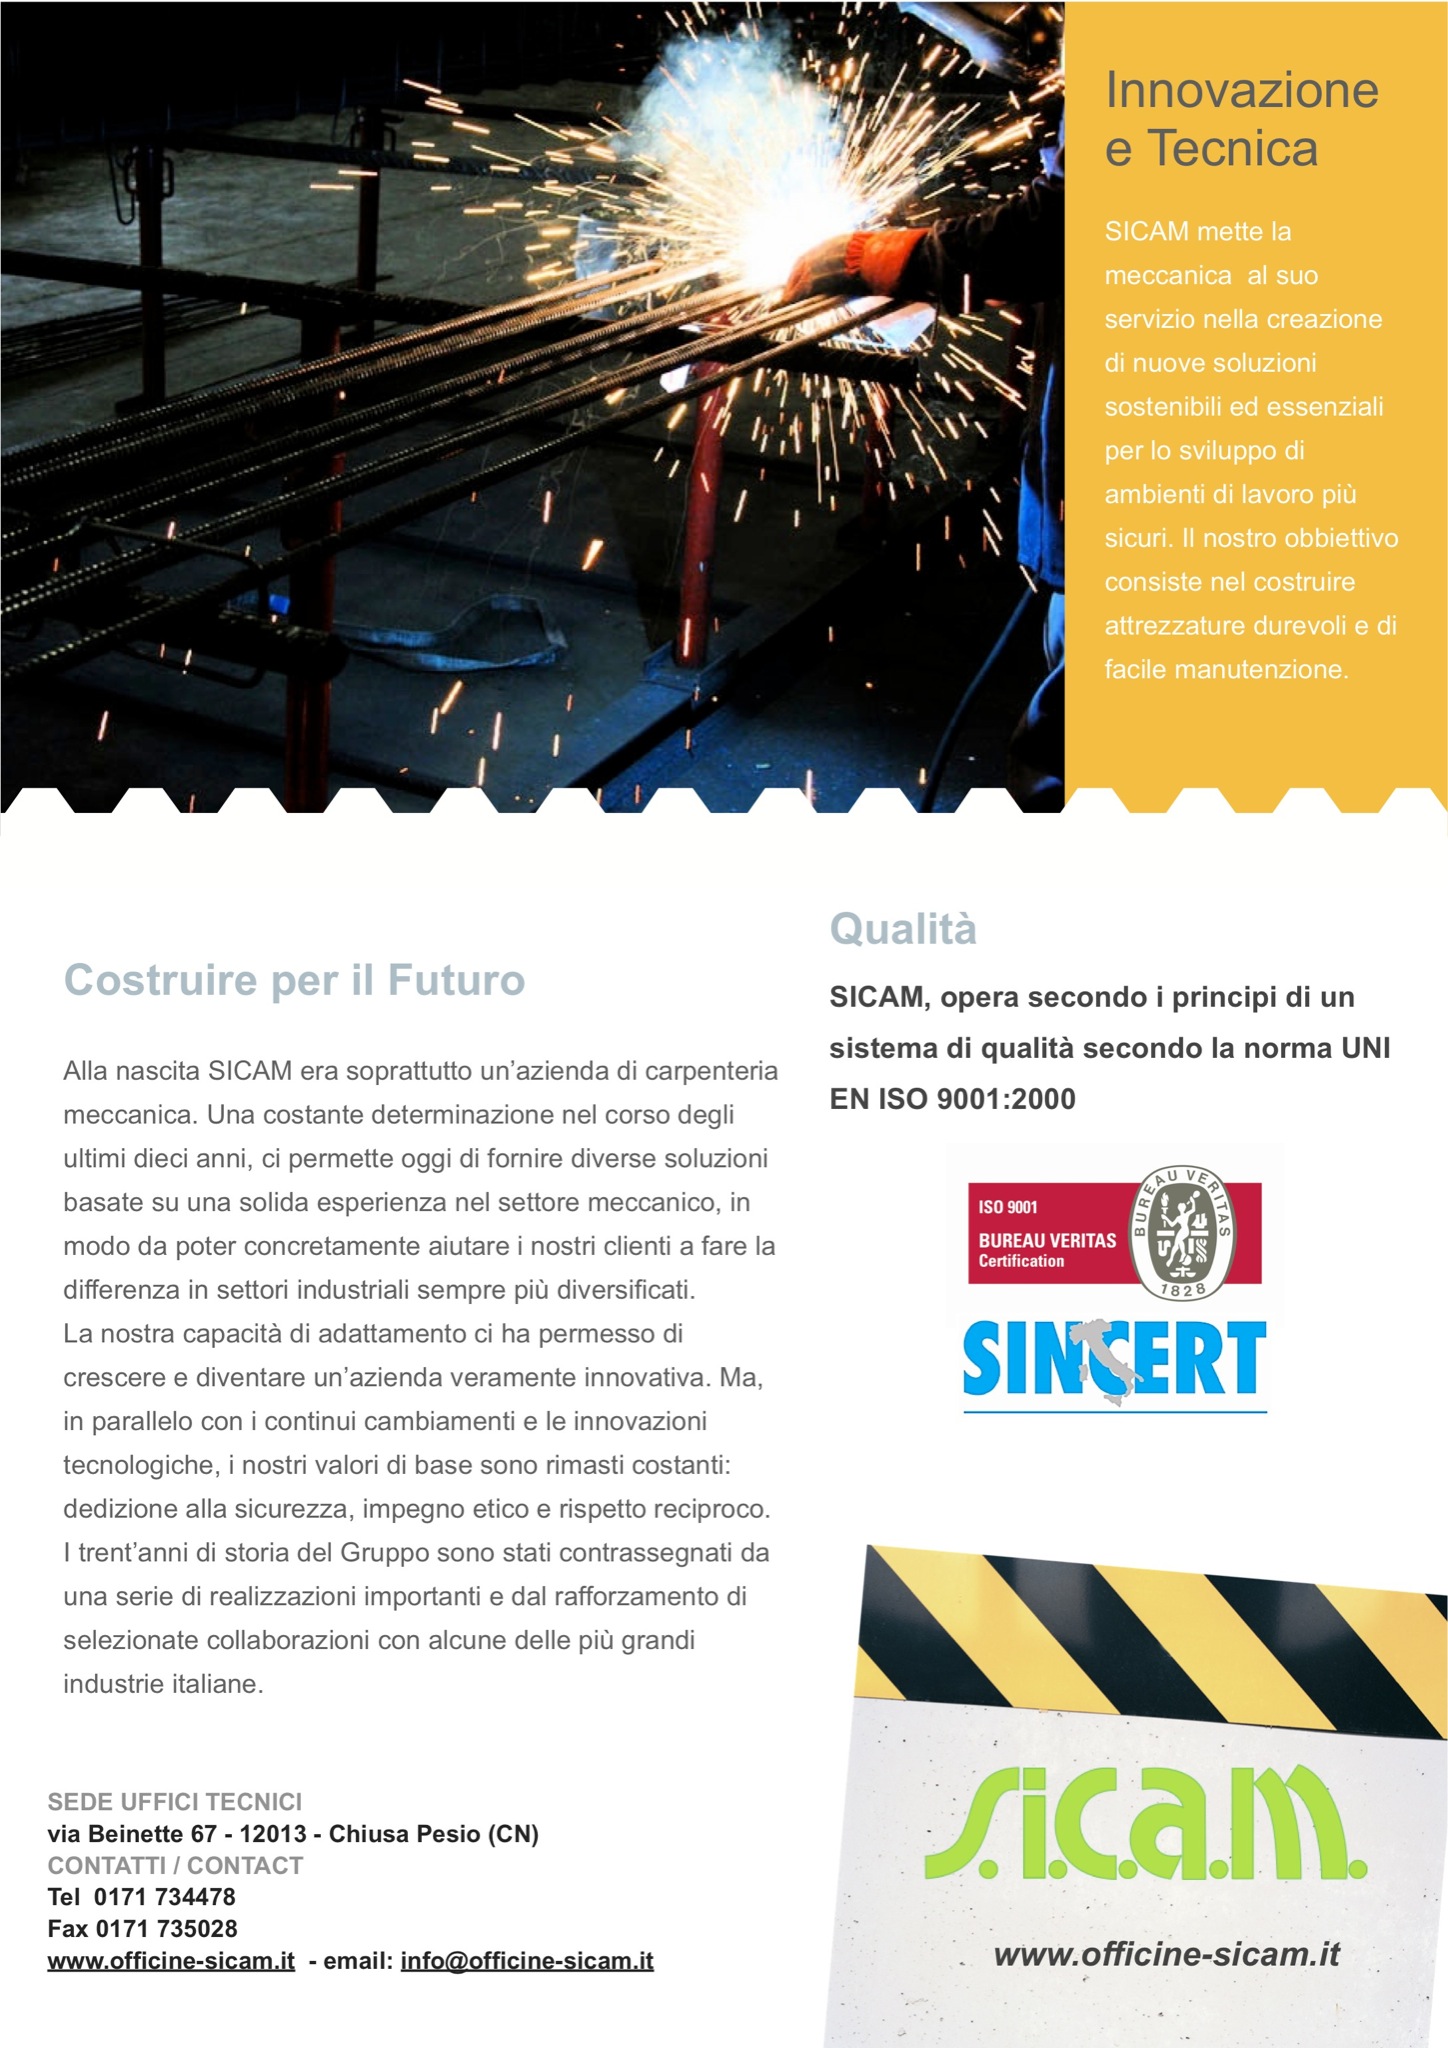 Innovazione
e Tecnica
SICAM mette la
meccanica  al suo
servizio nella creazione
di nuove soluzioni
sostenibili ed essenziali
per lo sviluppo di
ambienti di lavoro più
sicuri. Il nostro obbiettivo
consiste nel costruire
attrezzature durevoli e di
facile manutenzione.
Costruire per il Futuro
Alla nascita SICAM era soprattutto un’azienda di carpenteria
meccanica. Una costante determinazione nel corso degli
ultimi dieci anni, ci permette oggi di fornire diverse soluzioni
basate su una solida esperienza nel settore meccanico, in
modo da poter concretamente aiutare i nostri clienti a fare la
differenza in settori industriali sempre più diversificati.
La nostra capacità di adattamento ci ha permesso di
crescere e diventare un’azienda veramente innovativa. Ma,
in parallelo con i continui cambiamenti e le innovazioni
tecnologiche, i nostri valori di base sono rimasti costanti:
dedizione alla sicurezza, impegno etico e rispetto reciproco.
I trent’anni di storia del Gruppo sono stati contrassegnati da
una serie di realizzazioni importanti e dal rafforzamento di
selezionate collaborazioni con alcune delle più grandi
industrie italiane.
Qualità
SICAM, opera secondo i principi di un
sistema di qualità secondo la norma UNI
EN ISO 9001:2000
ISO 9001
BUREAU VERITAS
Certification
BUREAU VERITAS
1828
SINCERT
SEDE UFFICI TECNICI
via Beinette 67 - 12013 - Chiusa Pesio (CN)
CONTATTI / CONTACT
Tel  0171 734478
Fax 0171 735028
www.officine-sicam.it  - email: info@officine-sicam.it
s.i.c.a.m.
www.officine-sicam.it